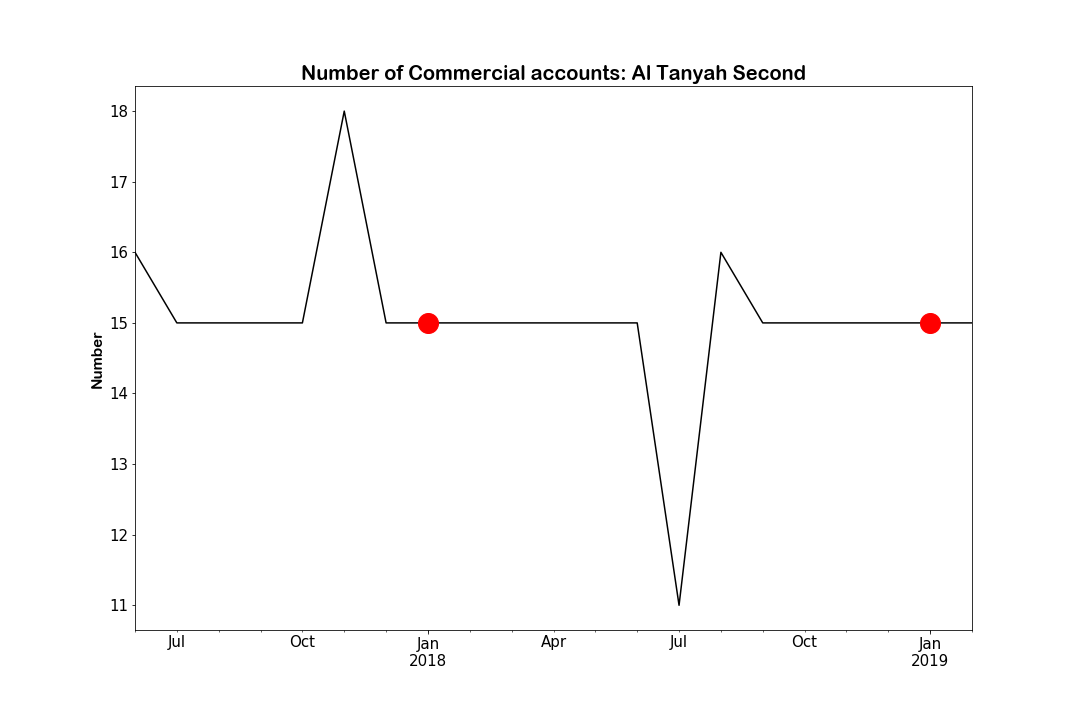 Number of Commercial accounts: Al Tanyah Second
Number
18
17
16
15
14
13
12
11
Jul
Oct
Jan
2018
Apr
Jul
Oct
Jan
2019